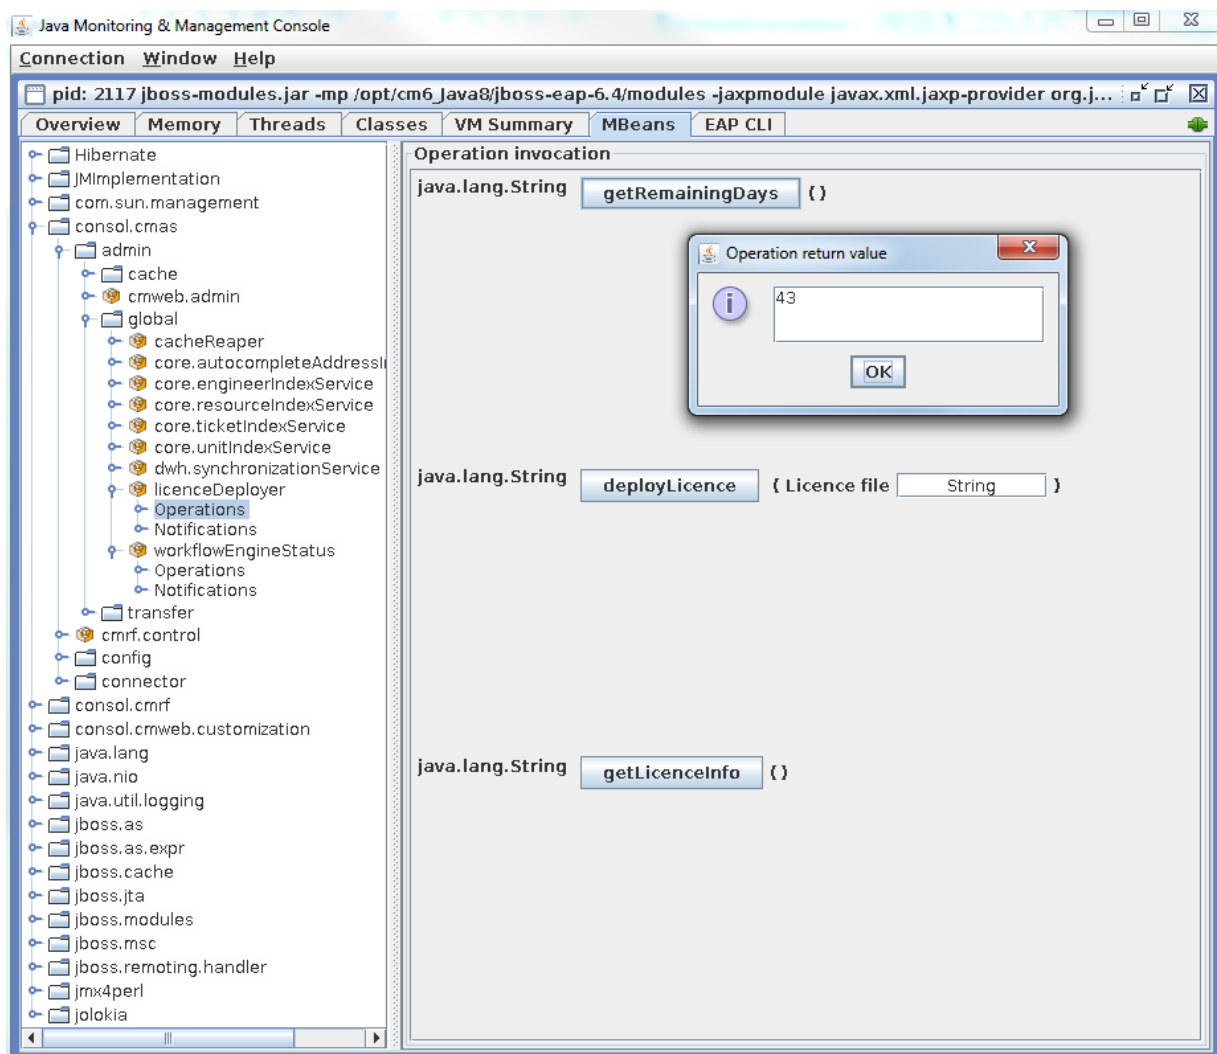 Java Monitoring & Management Console
Connection Window Help
pid: 2117 jboss-modules.jar -mp /opt/cm6_Java8/jboss-eap-6.4/modules -jaxpmodule javax.xml.jaxp-provider org.j...
Overview Memory Threads Classes VM Summary MBeans EAP CLI
Hibernate
JMImplementation
com.sun.management
consol.cmas
admin
cache
cmweb.admin
global
cacheReaper
core.autocompleteAddressI
core.engineerIndexService
core.resourceIndexService
core.ticketIndexService
core.unitIndexService
dwh.synchronizationService
licenceDeployer
Operations
Notifications
workflowEngineStatus
Operations
Notifications
transfer
cmrf.control
config
connector
consol.cmrf
consol.cmweb.customization
java.lang
java.nio
java.util.logging
jboss.as
jboss.as.expr
jboss.cache
jboss.jta
jboss.modules
jboss.msc
jboss.remoting.handler
jmx4perl
jolokia
Operation invocation
java.lang.String getRemainingDays ( )
Operation return value
43
OK
java.lang.String deployLicence ( Licence file String )
java.lang.String getLicenceInfo ( )